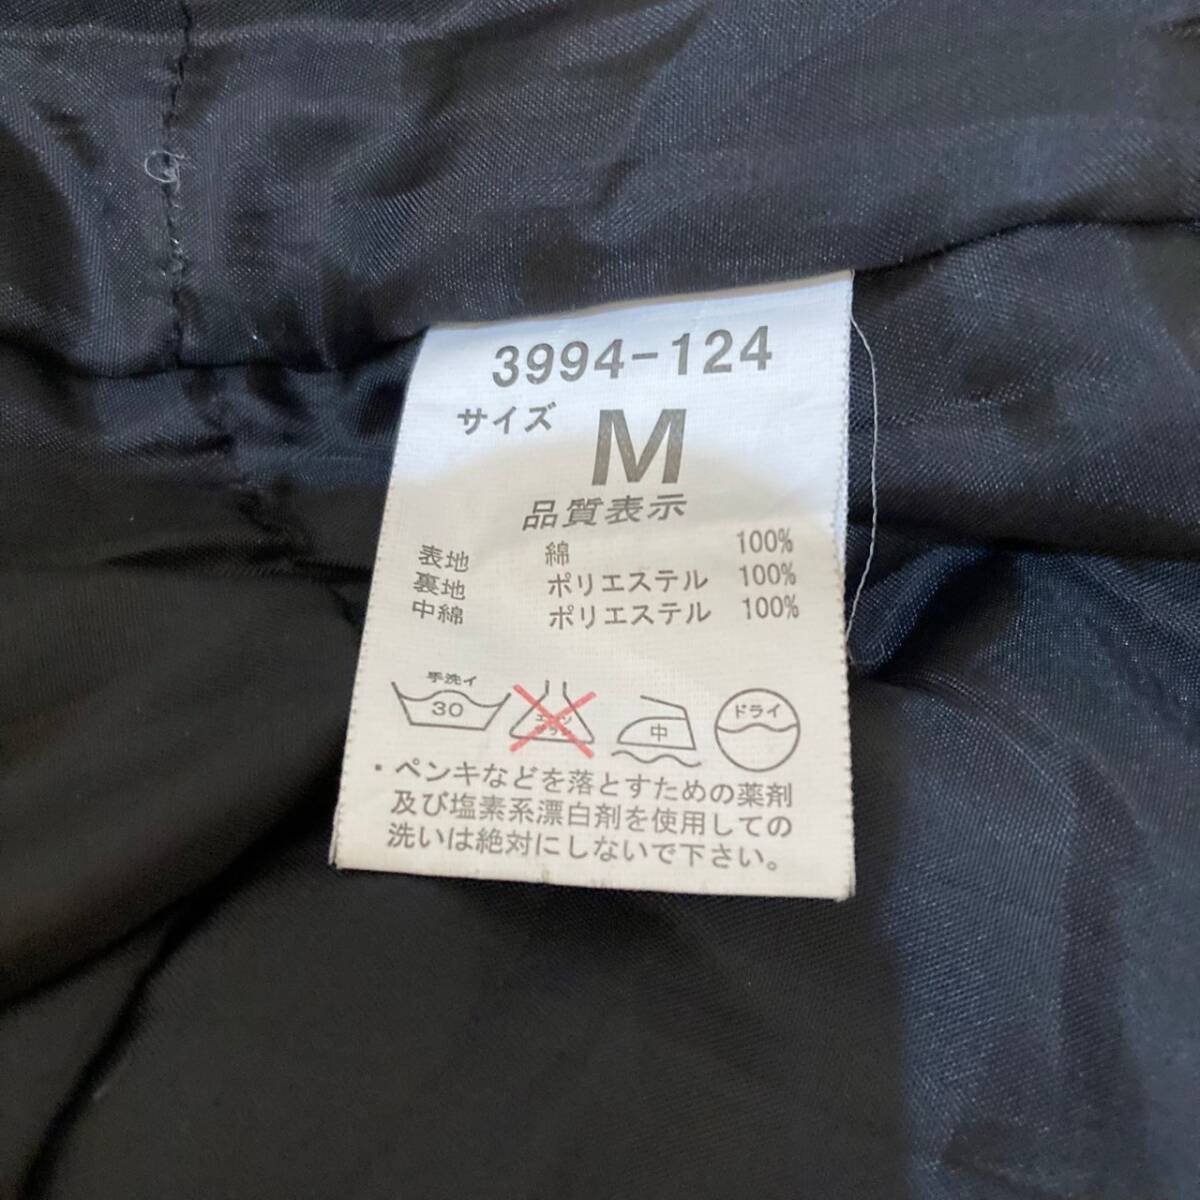 3994-124
サイズ M
品質表示
表地 綿 100%
裏地 ポリエステル 100%
中綿 ポリエステル 100%
手洗イ
30
中
ドライ
・ペンキなどを落とすための薬剤
及び塩素系漂白剤を使用しての
洗いは絶対にしないで下さい。